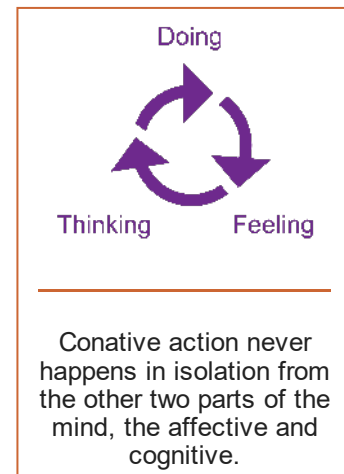 Doing
Thinking Feeling
Conative action never
happens in isolation from
the other two parts of the
mind, the affective and
cognitive.